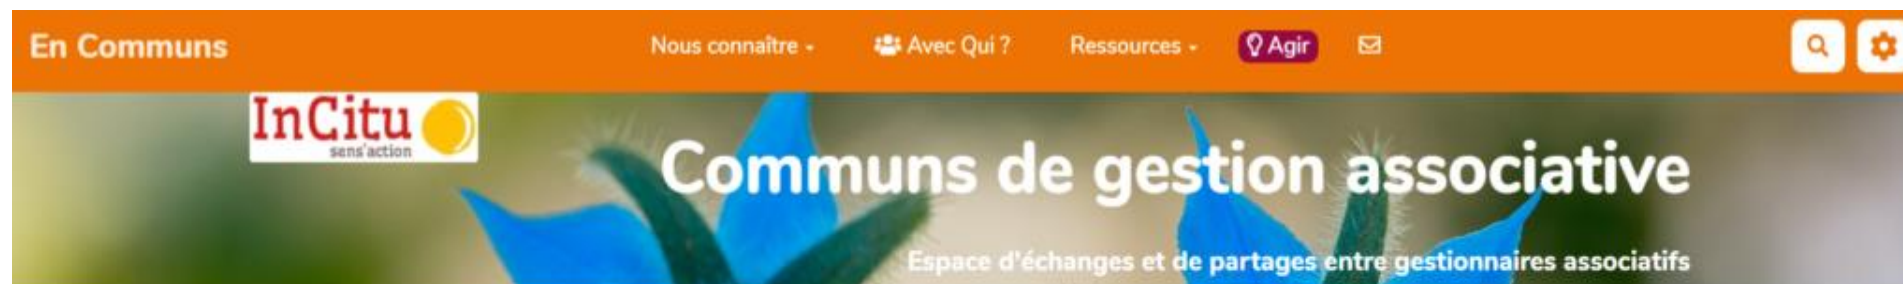 En Communs
Nous connaître
Avec Qui ?
Ressources
Agir
InCitu
sens'action
Communs de gestion associative
Espace d'échanges et de partages entre gestionnaires associatifs